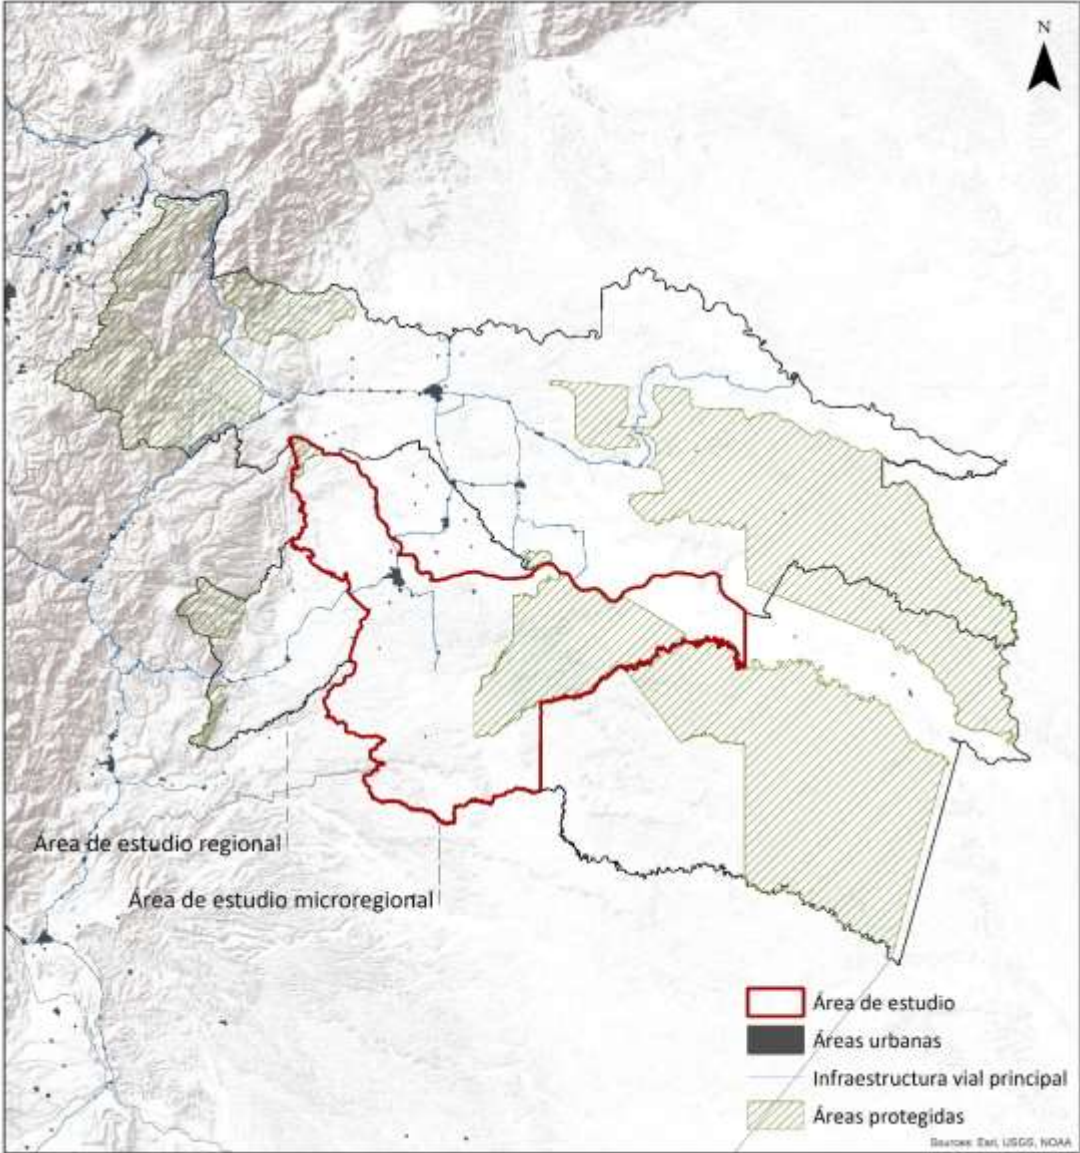 N
Área de estudio regional
Área de estudio microregional
Área de estudio
Áreas urbanas
Infraestructura vial principal
Áreas protegidas
Sources: Esri, USGS, NOAA